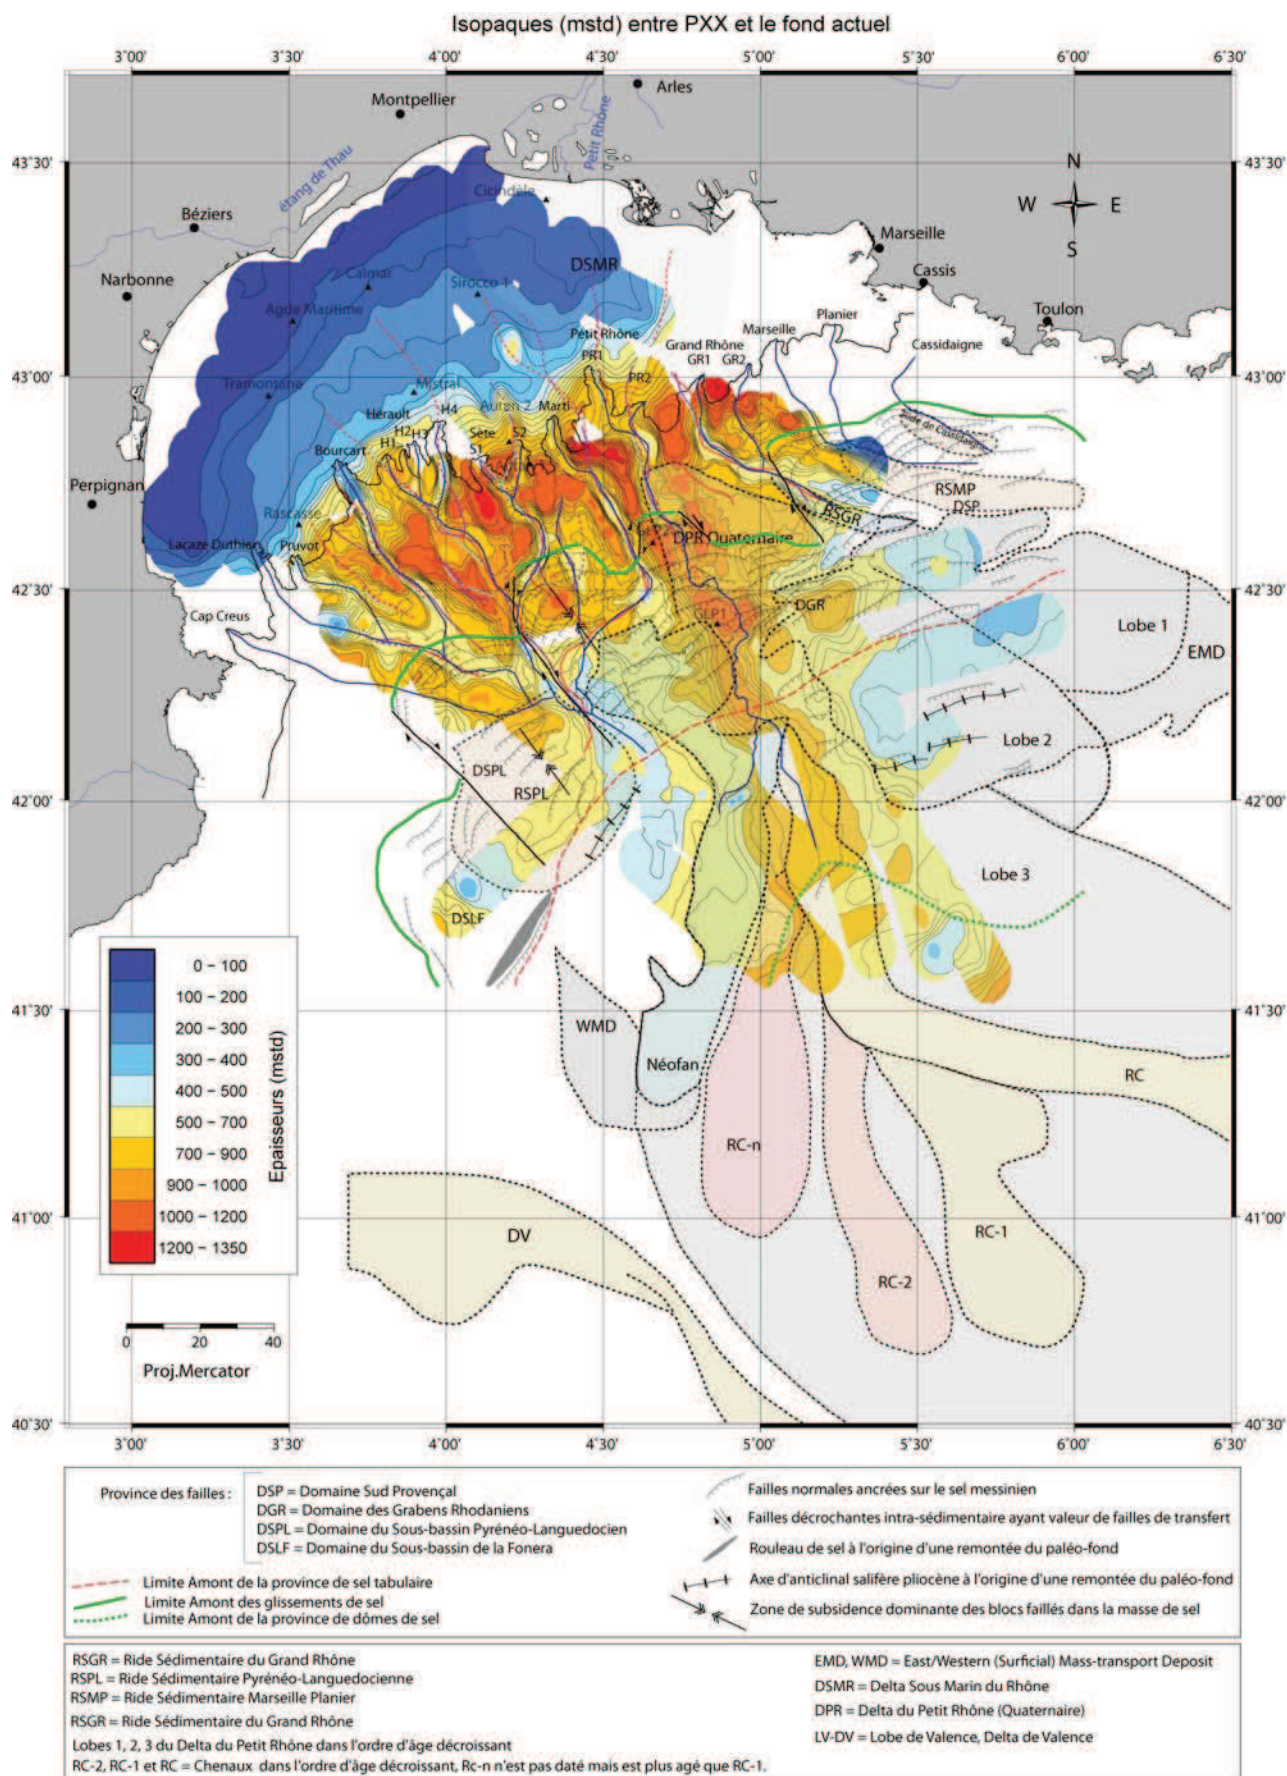 Isopaques (mstd) entre PXX et le fond actuel
3°00' 3°30' 4°00' 4°30' 5°00' 5°30' 6°00' 6°30'
Arles
Montpellier
Petit Rhône
43°30' 43°30'
étang de Thau
Cicindèle
N
W E
S
Béziers
Marseille
DSMR
Narbonne
Calmar
Sirocco 1
Cassis
Agde Maritime
Planier
Toulon
Petit Rhône
Marseille
PR1
Grand Rhône
Cassidaigne
GR1 GR2
43°00' 43°00'
Tramontane
Mistral
PR2
Hérault
H4
Autan 2
Marti
H2
H3
H1
Sète
S2
S1
Bourcart
Perpignan
RSMP
DSP
Rascasse
RSGR
Lacaze Duthier
Pruvot
DPR Quaternaire
42°30' 42°30'
Cap Creus
DGR
GLP1
Lobe 1
EMD
Lobe 2
DSPL
RSPL
42°00' 42°00'
Lobe 3
DSLF
0 – 100
100 – 200
200 – 300
300 – 400
400 – 500
500 – 700
700 – 900
900 – 1000
1000 – 1200
1200 – 1350
Epaisseurs (mstd)
41°30' 41°30'
WMD
Néofan
RC
RC-n
41°00' 41°00'
DV
RC-1
RC-2
0 20 40
Proj.Mercator
40°30' 40°30'
3°00' 3°30' 4°00' 4°30' 5°00' 5°30' 6°00' 6°30'
Province des failles :
DSP = Domaine Sud Provençal
DGR = Domaine des Grabens Rhodaniens
DSPL = Domaine du Sous-bassin Pyrénéo-Languedocien
DSLF = Domaine du Sous-bassin de la Fonera
Limite Amont de la province de sel tabulaire
Limite Amont des glissements de sel
Limite Amont de la province de dômes de sel
Failles normales ancrées sur le sel messinien
Failles décrochantes intra-sédimentaire ayant valeur de failles de transfert
Rouleau de sel à l'origine d'une remontée du paléo-fond
Axe d'anticlinal salifère pliocène à l'origine d'une remontée du paléo-fond
Zone de subsidence dominante des blocs faillés dans la masse de sel
RSGR = Ride Sédimentaire du Grand Rhône
RSPL = Ride Sédimentaire Pyrénéo-Languedocienne
RSMP = Ride Sédimentaire Marseille Planier
RSGR = Ride Sédimentaire du Grand Rhône
Lobes 1, 2, 3 du Delta du Petit Rhône dans l'ordre d'âge décroissant
RC-2, RC-1 et RC = Chenaux dans l'ordre d'âge décroissant, Rc-n n'est pas daté mais est plus agé que RC-1.
EMD, WMD = East/Western (Surficial) Mass-transport Deposit
DSMR = Delta Sous Marin du Rhône
DPR = Delta du Petit Rhône (Quaternaire)
LV-DV = Lobe de Valence, Delta de Valence